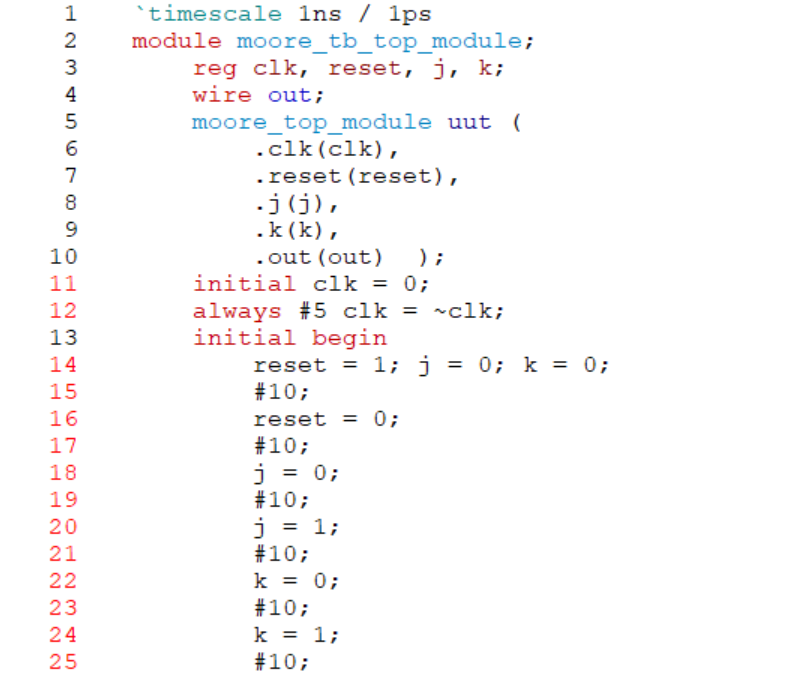 1 `timescale 1ns / 1ps
2 module moore_tb_top_module;
3 reg clk, reset, j, k;
4 wire out;
5 moore_top_module uut (
6 .clk(clk),
7 .reset(reset),
8 .j(j),
9 .k(k),
10 .out(out)  );
11 initial clk = 0;
12 always #5 clk = ~clk;
13 initial begin
14 reset = 1; j = 0; k = 0;
15 #10;
16 reset = 0;
17 #10;
18 j = 0;
19 #10;
20 j = 1;
21 #10;
22 k = 0;
23 #10;
24 k = 1;
25 #10;